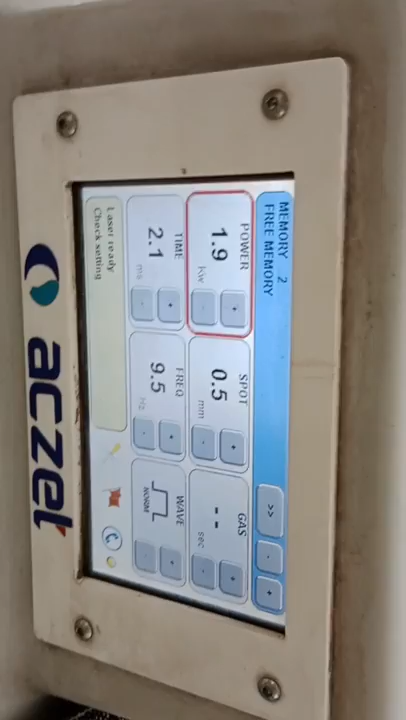 MEMORY 2
FREE MEMORY
>> - +
POWER
1.9
KW
- +
SPOT
0.5
mm
- +
GAS
--
sec
- +
TIME
2.1
ms
- +
FREQ
9.5
Hz
- +
WAVE
NORM
- +
Laser ready
Check setting
aczel